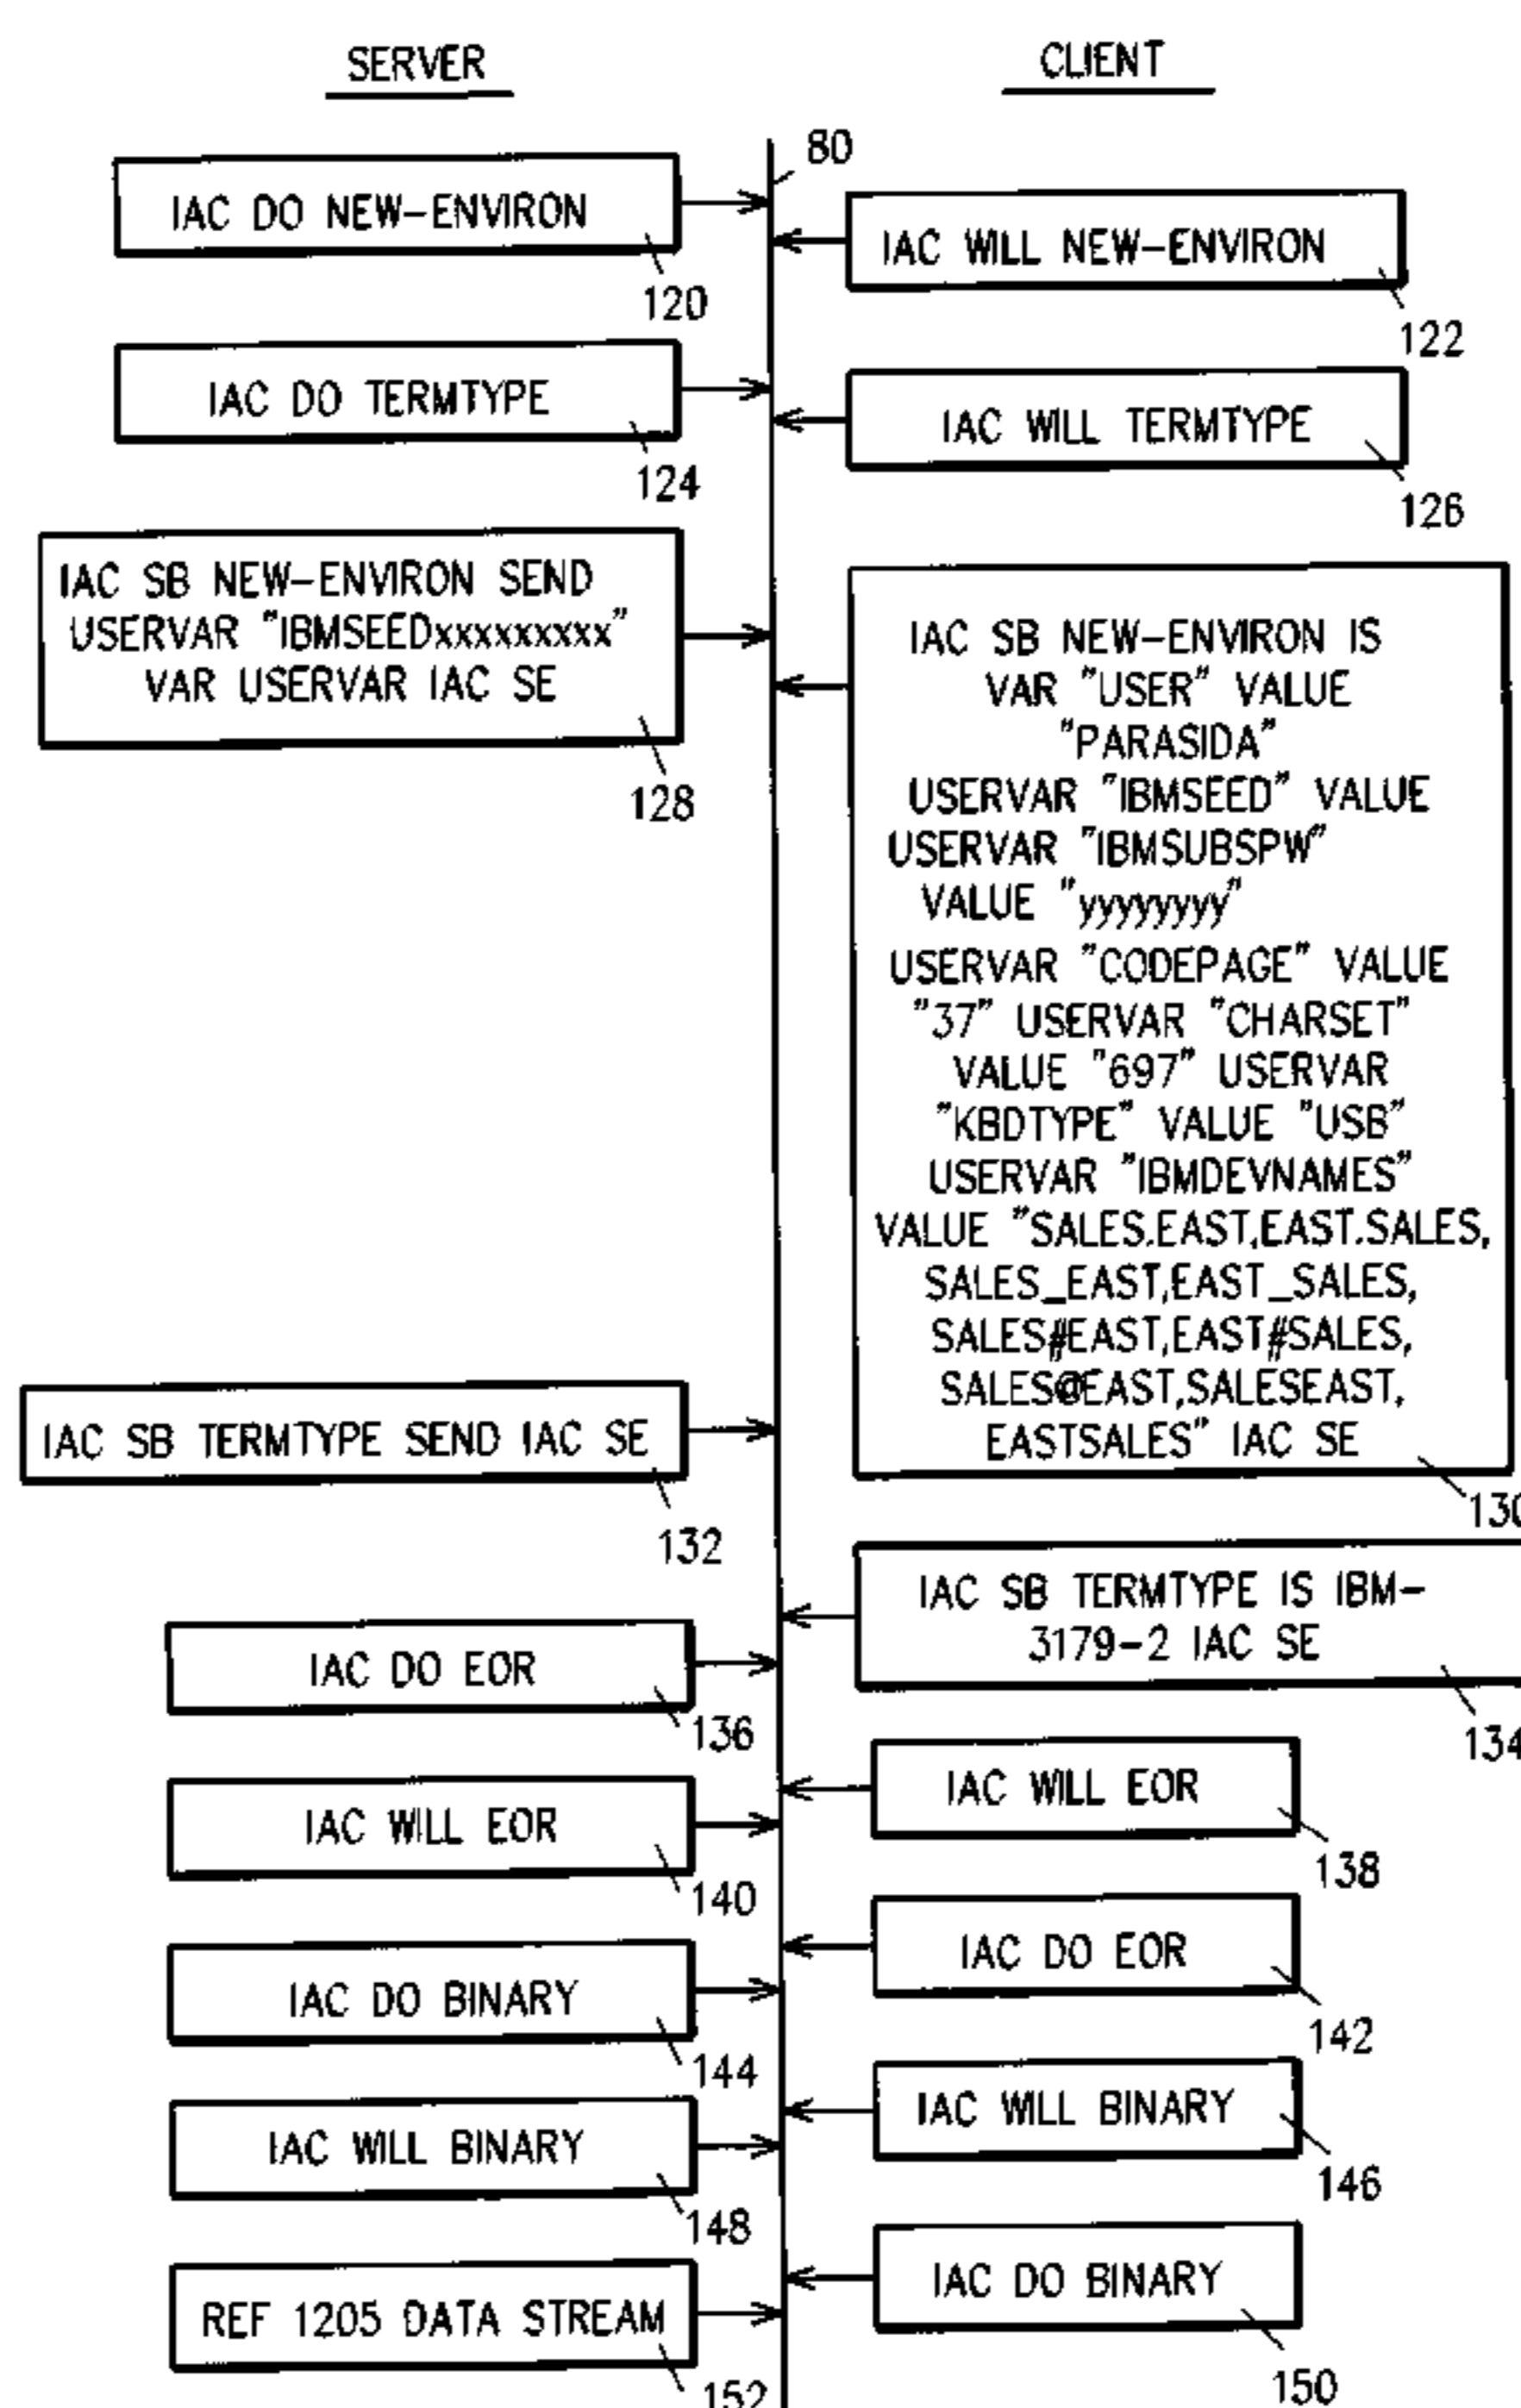 SERVER
CLIENT
80
IAC DO NEW-ENVIRON
120
IAC WILL NEW-ENVIRON
122
IAC DO TERMTYPE
124
IAC WILL TERMTYPE
126
IAC SB NEW-ENVIRON SEND
USERVAR "IBMSEEDxxxxxxxxx"
VAR USERVAR IAC SE
128
IAC SB NEW-ENVIRON IS
VAR "USER" VALUE
"PARASIDA"
USERVAR "IBMSEED" VALUE
USERVAR "IBMSUBSPW"
VALUE "yyyyyyyy"
USERVAR "CODEPAGE" VALUE
"37" USERVAR "CHARSET"
VALUE "697" USERVAR
"KBDTYPE" VALUE "USB"
USERVAR "IBMDEVNAMES"
VALUE "SALES.EAST,EAST.SALES,
SALES_EAST,EAST_SALES,
SALES#EAST,EAST#SALES,
SALES@EAST,SALESEAST,
EASTSALES" IAC SE
130
IAC SB TERMTYPE SEND IAC SE
132
IAC SB TERMTYPE IS IBM-
3179-2 IAC SE
134
IAC DO EOR
136
IAC WILL EOR
138
IAC WILL EOR
140
IAC DO EOR
142
IAC DO BINARY
144
IAC WILL BINARY
146
IAC WILL BINARY
148
IAC DO BINARY
150
REF 1205 DATA STREAM
152